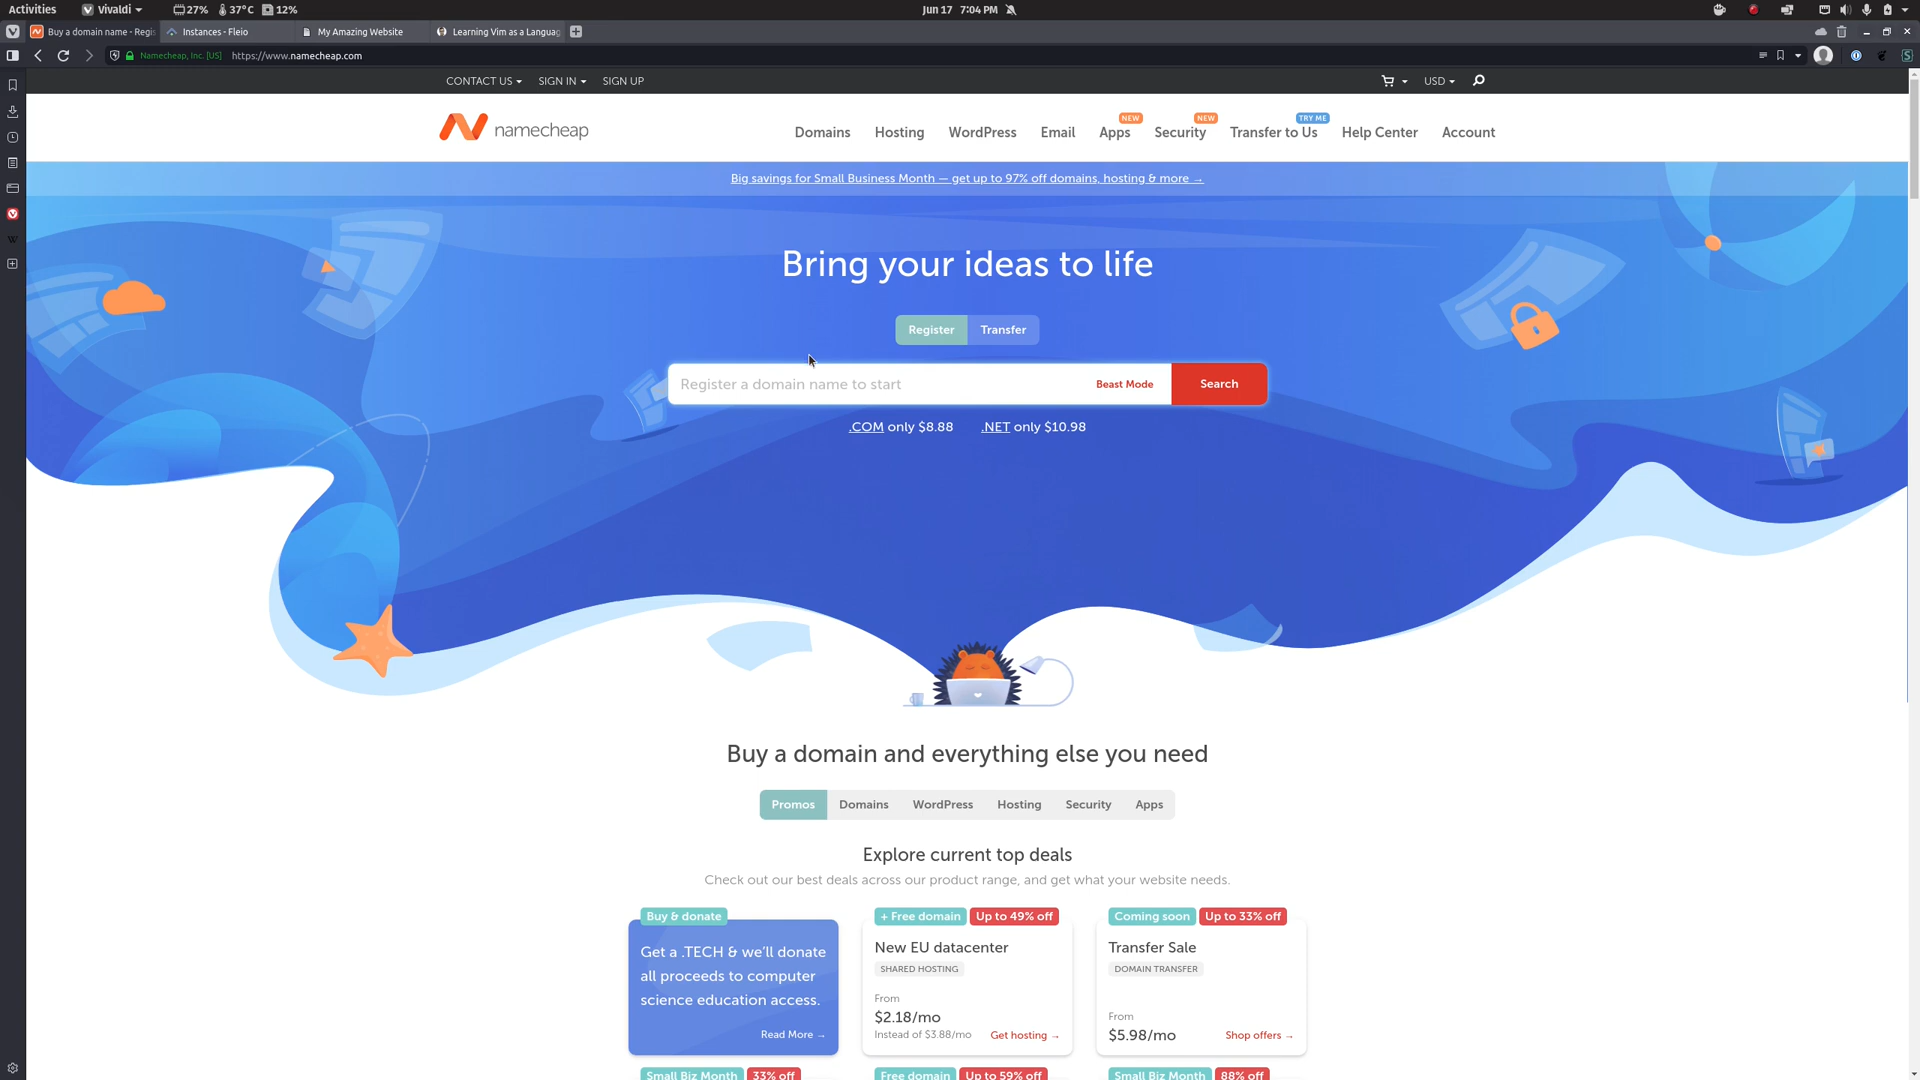 Activities
Vivaldi
27%
37°C
12%
Jun 17 7:04 PM
Buy a domain name - Regis
Instances - Fleio
My Amazing Website
Learning Vim as a Languag
Namecheap, Inc. [US]
https://www.namecheap.com
CONTACT US
SIGN IN
SIGN UP
USD
namecheap
Domains
Hosting
WordPress
Email
Apps
NEW
Security
NEW
Transfer to Us
TRY ME
Help Center
Account
Big savings for Small Business Month — get up to 97% off domains, hosting & more →
Bring your ideas to life
Register
Transfer
Register a domain name to start
Beast Mode
Search
.COM only $8.88
.NET only $10.98
Buy a domain and everything else you need
Promos
Domains
WordPress
Hosting
Security
Apps
Explore current top deals
Check out our best deals across our product range, and get what your website needs.
Buy & donate
Get a .TECH & we'll donate
all proceeds to computer
science education access.
Read More →
+ Free domain
Up to 49% off
New EU datacenter
SHARED HOSTING
From
$2.18/mo
Instead of $3.88/mo
Get hosting →
Coming soon
Up to 33% off
Transfer Sale
DOMAIN TRANSFER
From
$5.98/mo
Shop offers →
Small Biz Month
33% off
Free domain
Up to 59% off
Small Biz Month
88% off